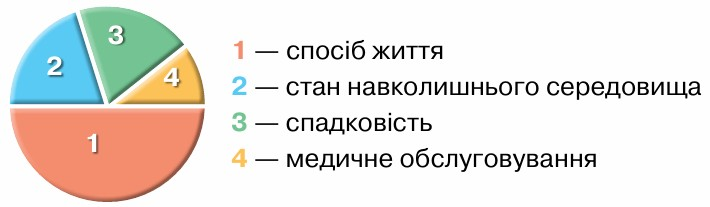 3
2
4
1
1 — спосіб життя
2 — стан навколишнього середовища
3 — спадковість
4 — медичне обслуговування